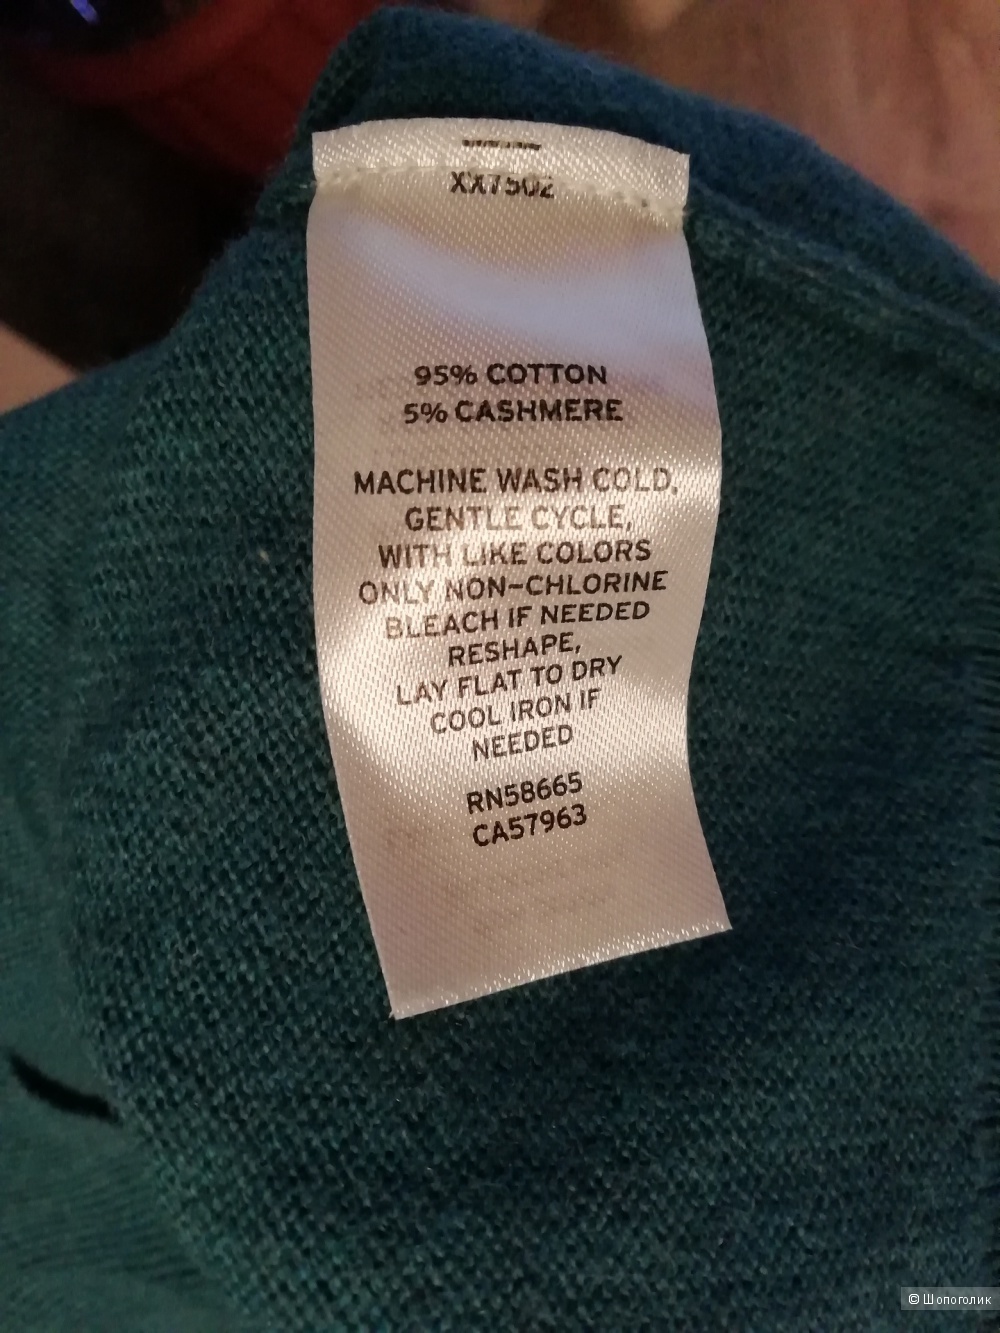 XX7502
95% COTTON
5% CASHMERE
MACHINE WASH COLD,
GENTLE CYCLE,
WITH LIKE COLORS
ONLY NON-CHLORINE
BLEACH IF NEEDED
RESHAPE,
LAY FLAT TO DRY
COOL IRON IF
NEEDED
RN58665
CA57963
© Шопоголик